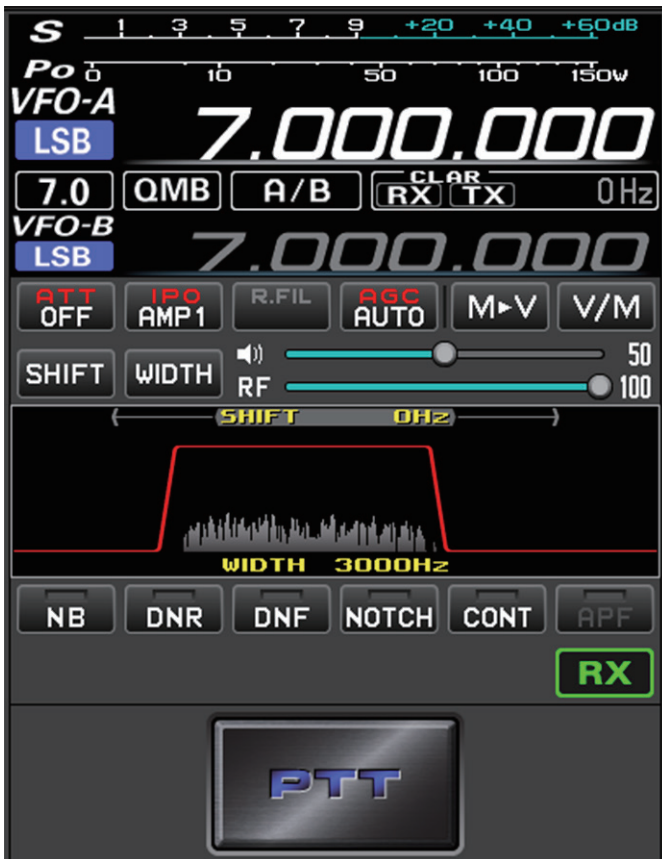 S 1 3 5 7 9 +20 +40 +60dB
Po 0 10 50 100 150W
VFO-A
LSB 7.000.000
7.0 QMB A/B CLAR RX TX 0Hz
VFO-B
LSB 7.000.000
ATT IPO R.FIL AGC
OFF AMP1 AUTO M►V V/M
SHIFT WIDTH 50
RF 100
SHIFT 0Hz
WIDTH 3000Hz
NB DNR DNF NOTCH CONT APF
RX
PTT